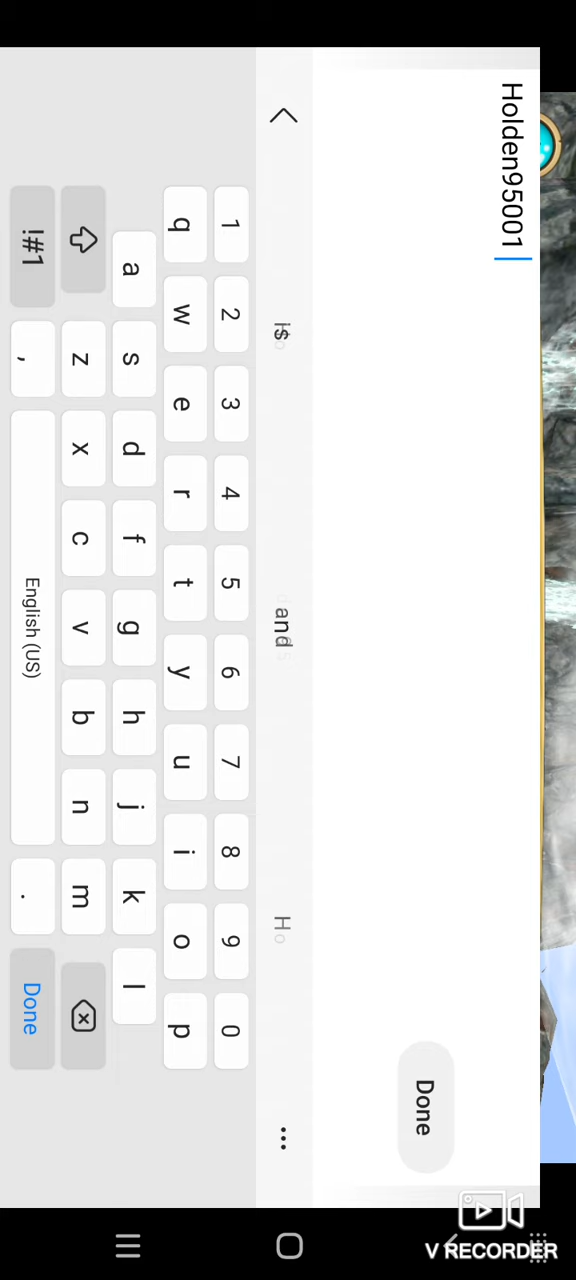 Holden95001
Done
is
and
1 2 3 4 5 6 7 8 9 0
q w e r t y u i o p
a s d f g h j k l
z x c v b n m
!#1 , English (US) . Done
V RECORDER